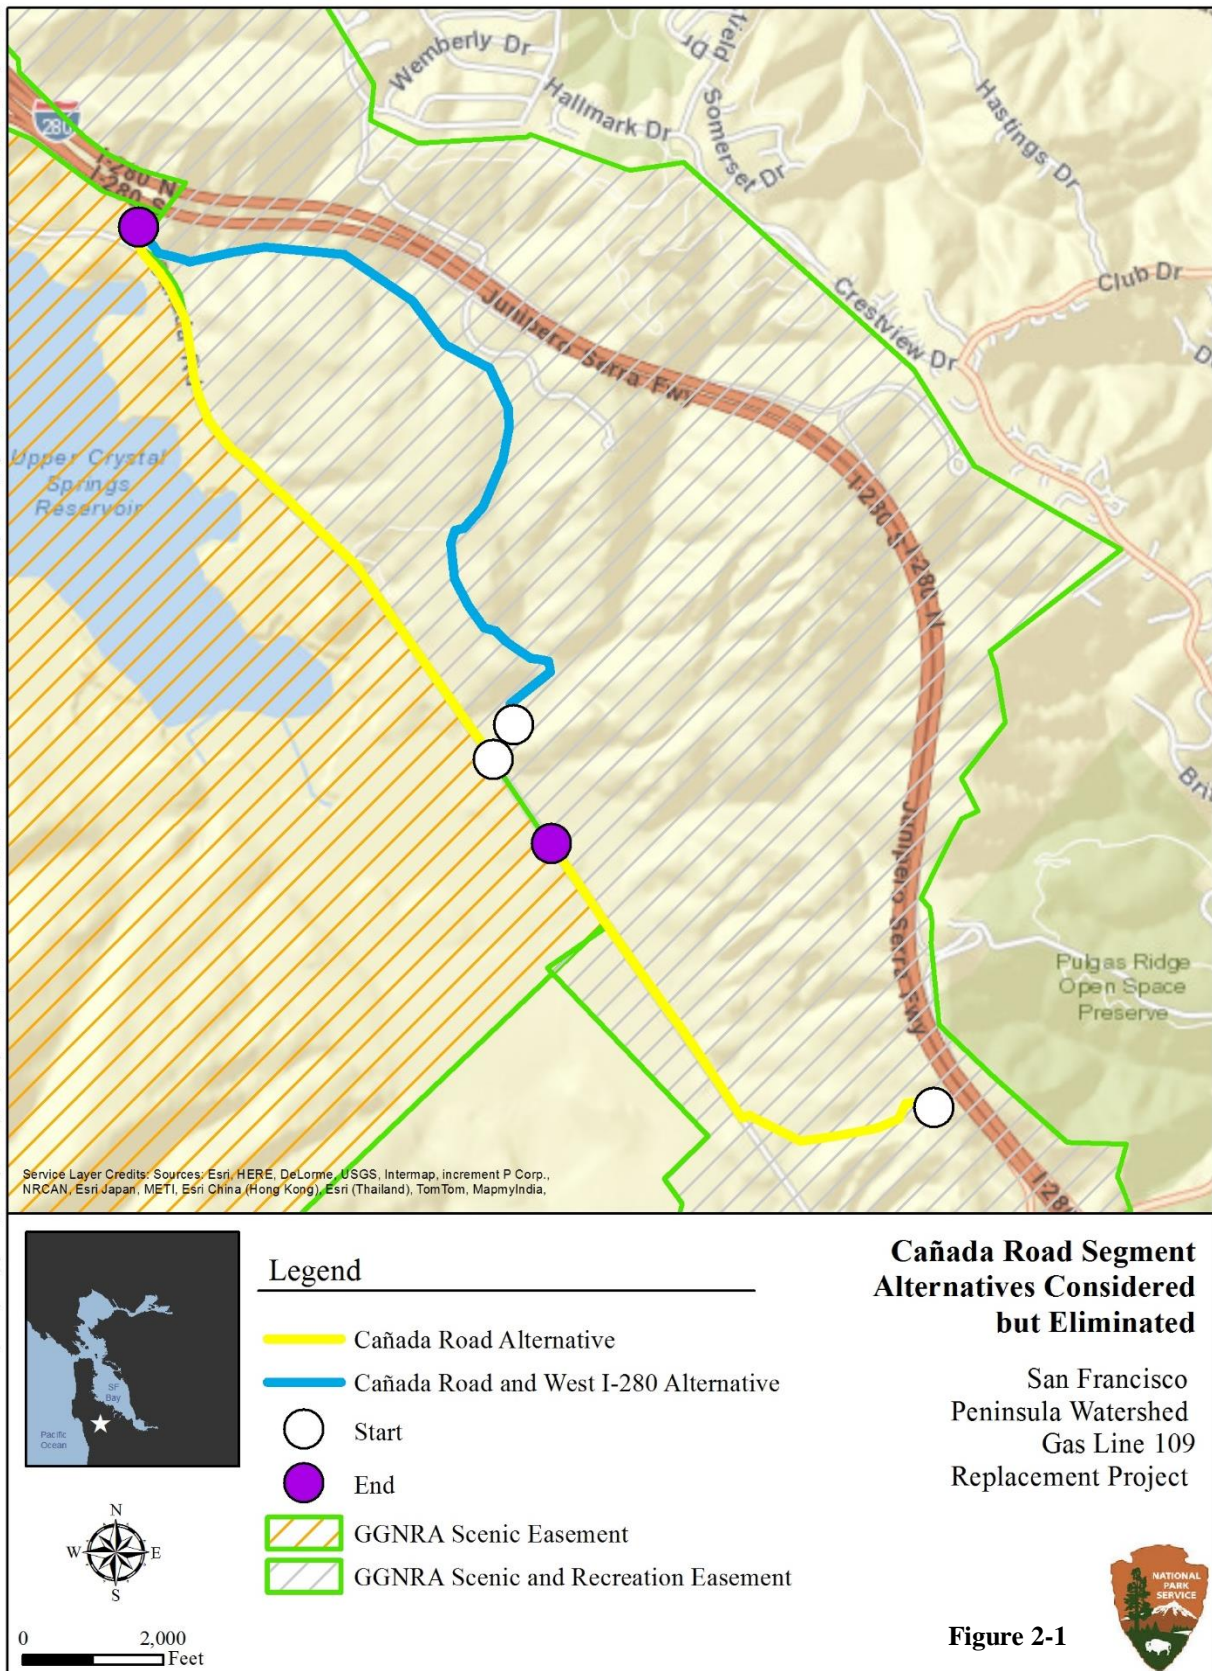 Wemberly Dr
Hallmark Dr
Somerset Dr
Hastings Dr
280
I-280 N
I-280 S
Club Dr
Crestview Dr
Junipero Serra Fwy
Upper Crystal
Springs
Reservoir
I-280 S
I-280 N
Junipero Serra Fwy
Pulgas Ridge
Open Space
Preserve
Service Layer Credits: Sources: Esri, HERE, DeLorme, USGS, Intermap, increment P Corp.,
NRCAN, Esri Japan, METI, Esri China (Hong Kong), Esri (Thailand), TomTom, MapmyIndia,
SF
Bay
Pacific
Ocean
N
W E
S
0 2,000
Feet
Legend
Cañada Road Alternative
Cañada Road and West I-280 Alternative
Start
End
GGNRA Scenic Easement
GGNRA Scenic and Recreation Easement
Cañada Road Segment
Alternatives Considered
but Eliminated
San Francisco
Peninsula Watershed
Gas Line 109
Replacement Project
Figure 2-1
NATIONAL
PARK
SERVICE